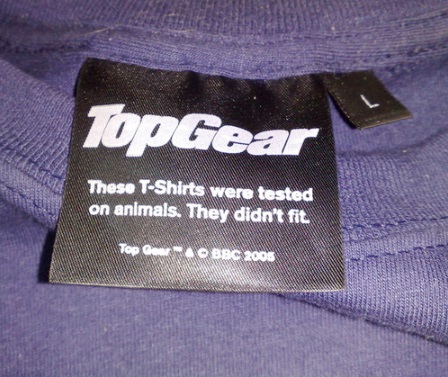 TopGear
L
These T-Shirts were tested
on animals. They didn't fit.
Top Gear ™ & © BBC 2005